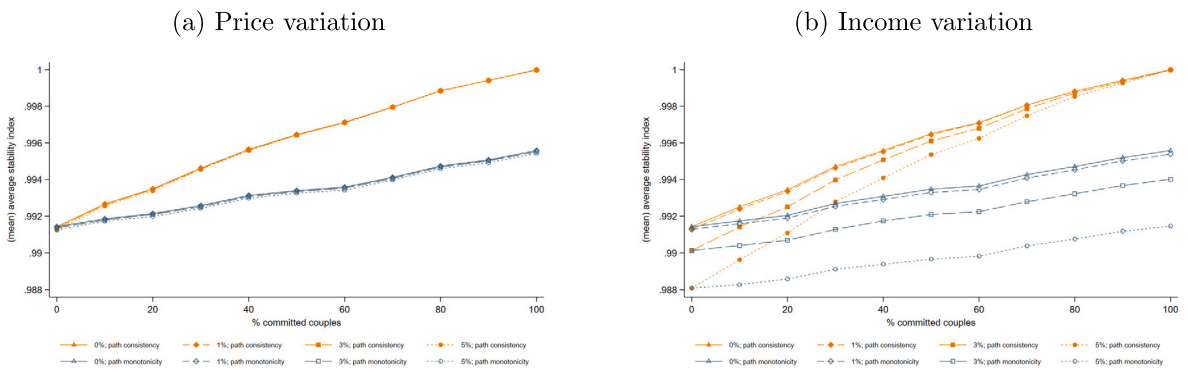 (a) Price variation
(mean) average stability index
1
.998
.996
.994
.992
.99
.988
0 20 40 60 80 100
% committed couples
0%; path consistency 1%; path consistency 3%; path consistency 5%; path consistency
0%; path monotonicity 1%; path monotonicity 3%; path monotonicity 5%; path monotonicity
(b) Income variation
(mean) average stability index
1
.998
.996
.994
.992
.99
.988
0 20 40 60 80 100
% committed couples
0%; path consistency 1%; path consistency 3%; path consistency 5%; path consistency
0%; path monotonicity 1%; path monotonicity 3%; path monotonicity 5%; path monotonicity